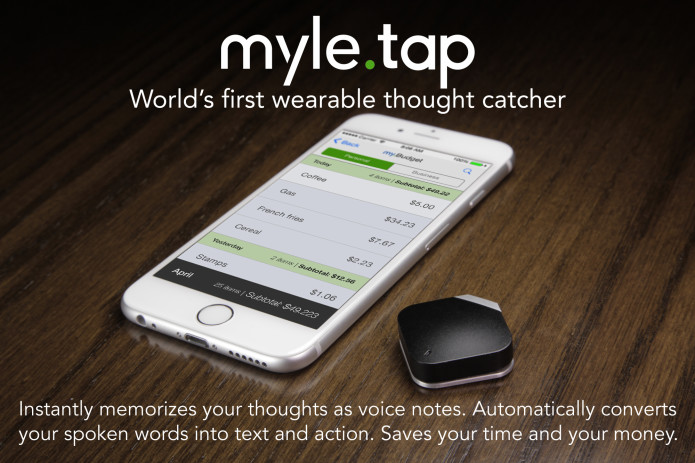 myle.tap
World's first wearable thought catcher
Carrier
Back
myBudget
100%
Personal
Business
Today
4 items | Subtotal: $49.22
Coffee
$5.00
Gas
$34.23
French fries
$7.67
Cereal
$2.23
Yesterday
2 items | Subtotal: $12.56
Stamps
$1.06
April
25 items | Subtotal: $49.223
Instantly memorizes your thoughts as voice notes. Automatically converts
your spoken words into text and action. Saves your time and your money.